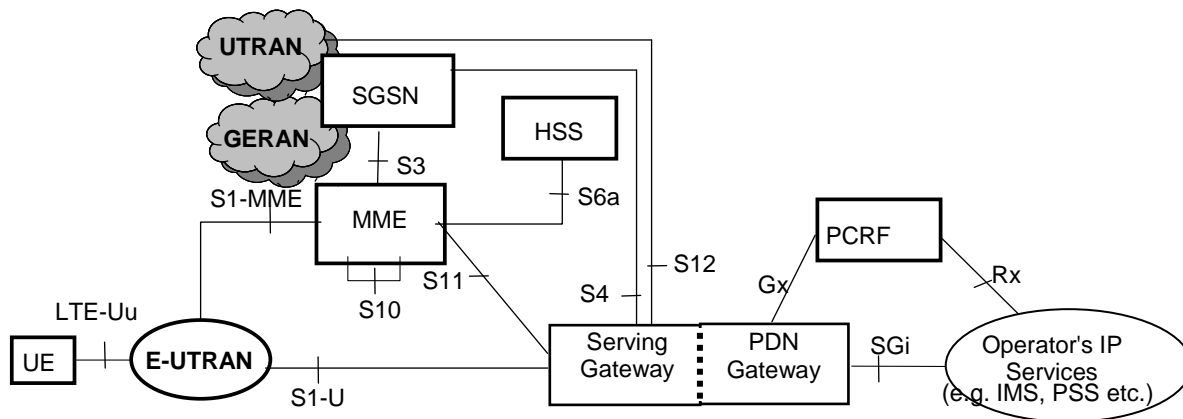 UTRAN
SGSN
GERAN
HSS
S3
S1-MME
S6a
MME
PCRF
S11
S12
Rx
S10
S4
Gx
LTE-Uu
UE
E-UTRAN
Serving
Gateway
PDN
Gateway
SGi
Operator's IP
Services
(e.g. IMS, PSS etc.)
S1-U